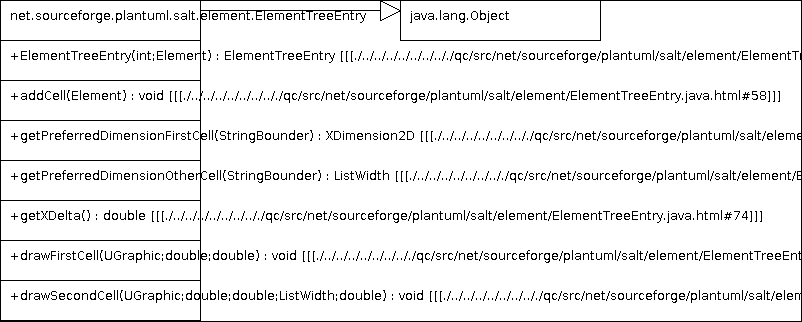 net.sourceforge.plantuml.salt.element.ElementTreeEntry
java.lang.Object
+ElementTreeEntry(int;Element) : ElementTreeEntry [[[./../../../../../../../../qc/src/net/sourceforge/plantuml/salt/element/ElementTr
+addCell(Element) : void [[[./../../../../../../../../qc/src/net/sourceforge/plantuml/salt/element/ElementTreeEntry.java.html#58]]]
+getPreferredDimensionFirstCell(StringBounder) : XDimension2D [[[./../../../../../../../../qc/src/net/sourceforge/plantuml/salt/elem
+getPreferredDimensionOtherCell(StringBounder) : ListWidth [[[./../../../../../../../../qc/src/net/sourceforge/plantuml/salt/element/E
+getXDelta() : double [[[./../../../../../../../../qc/src/net/sourceforge/plantuml/salt/element/ElementTreeEntry.java.html#74]]]
+drawFirstCell(UGraphic;double;double) : void [[[./../../../../../../../../qc/src/net/sourceforge/plantuml/salt/element/ElementTreeEnt
+drawSecondCell(UGraphic;double;double;ListWidth;double) : void [[[./../../../../../../../../qc/src/net/sourceforge/plantuml/salt/elem